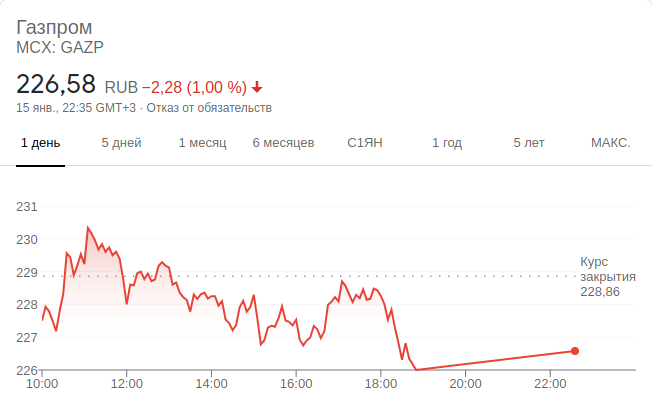 Газпром
MCX: GAZP
226,58 RUB −2,28 (1,00 %)
15 янв., 22:35 GMT+3 · Отказ от обязательств
1 день 5 дней 1 месяц 6 месяцев С1ЯН 1 год 5 лет МАКС.
231
230
229
228
227
226
Курс
закрытия
228,86
10:00 12:00 14:00 16:00 18:00 20:00 22:00